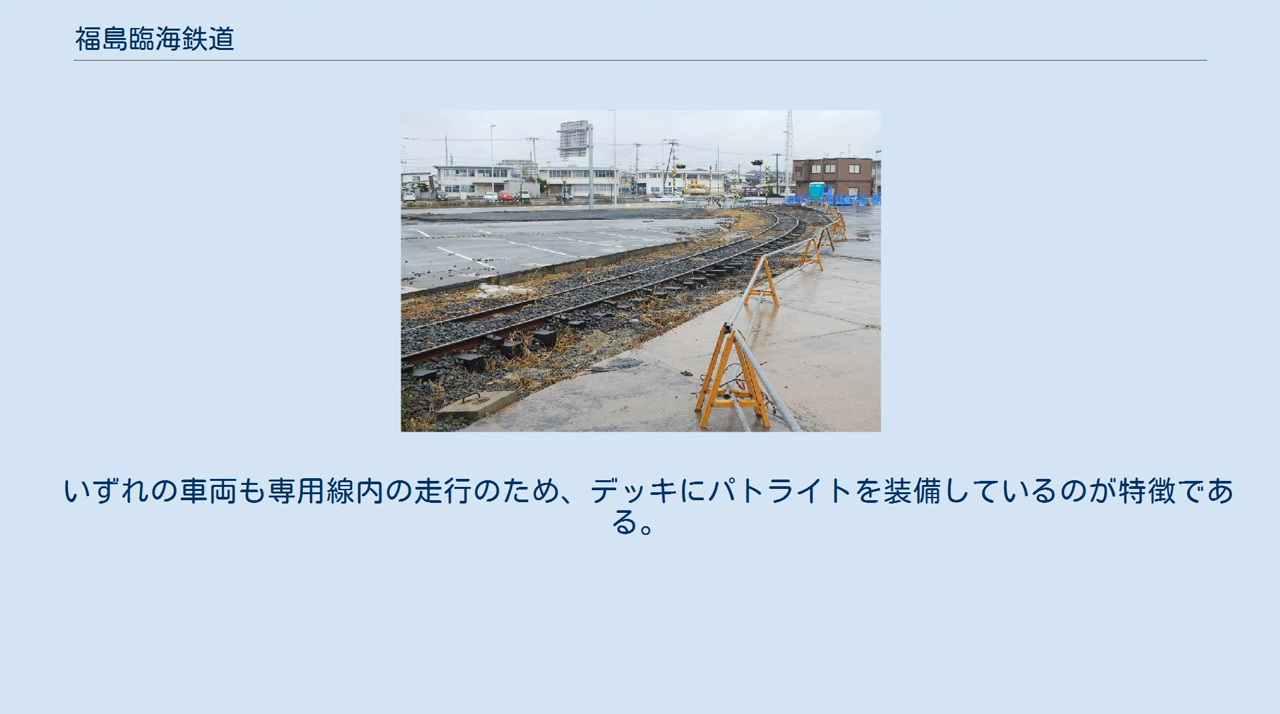 福島臨海鉄道
いずれの車両も専用線内の走行のため、デッキにパトライトを装備しているのが特徴であ
る。